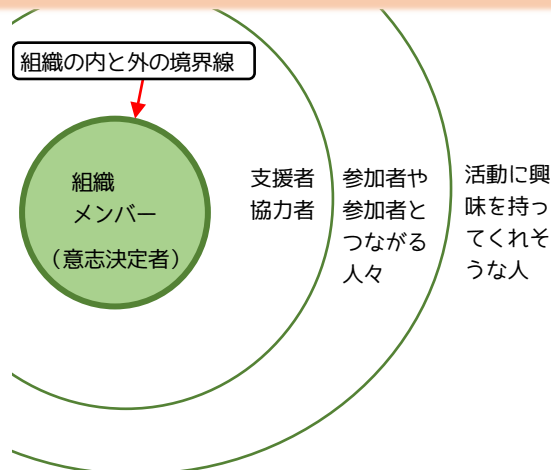 組織の内と外の境界線
組織
メンバー
（意志決定者）
支援者
協力者
参加者や
参加者と
つながる
人々
活動に興
味を持っ
てくれそ
うな人